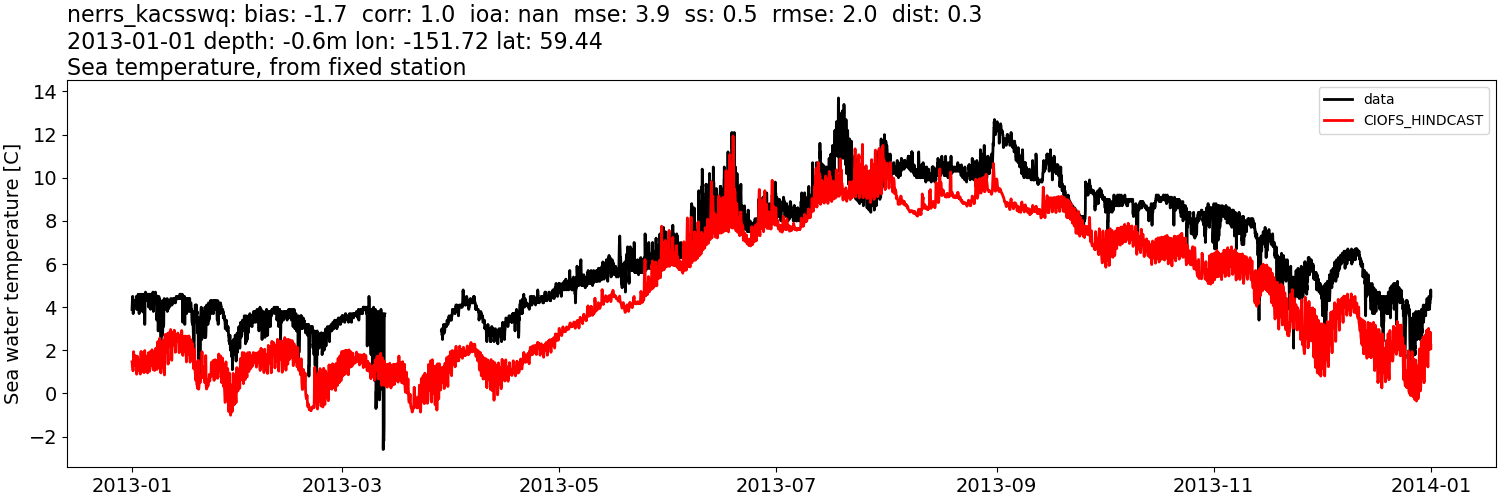 nerrs_kacsswq: bias: -1.7  corr: 1.0  ioa: nan  mse: 3.9  ss: 0.5  rmse: 2.0  dist: 0.3
2013-01-01 depth: -0.6m lon: -151.72 lat: 59.44
Sea temperature, from fixed station
Sea water temperature [C]
14
12
10
8
6
4
2
0
−2
data
CIOFS_HINDCAST
2013-01 2013-03 2013-05 2013-07 2013-09 2013-11 2014-01